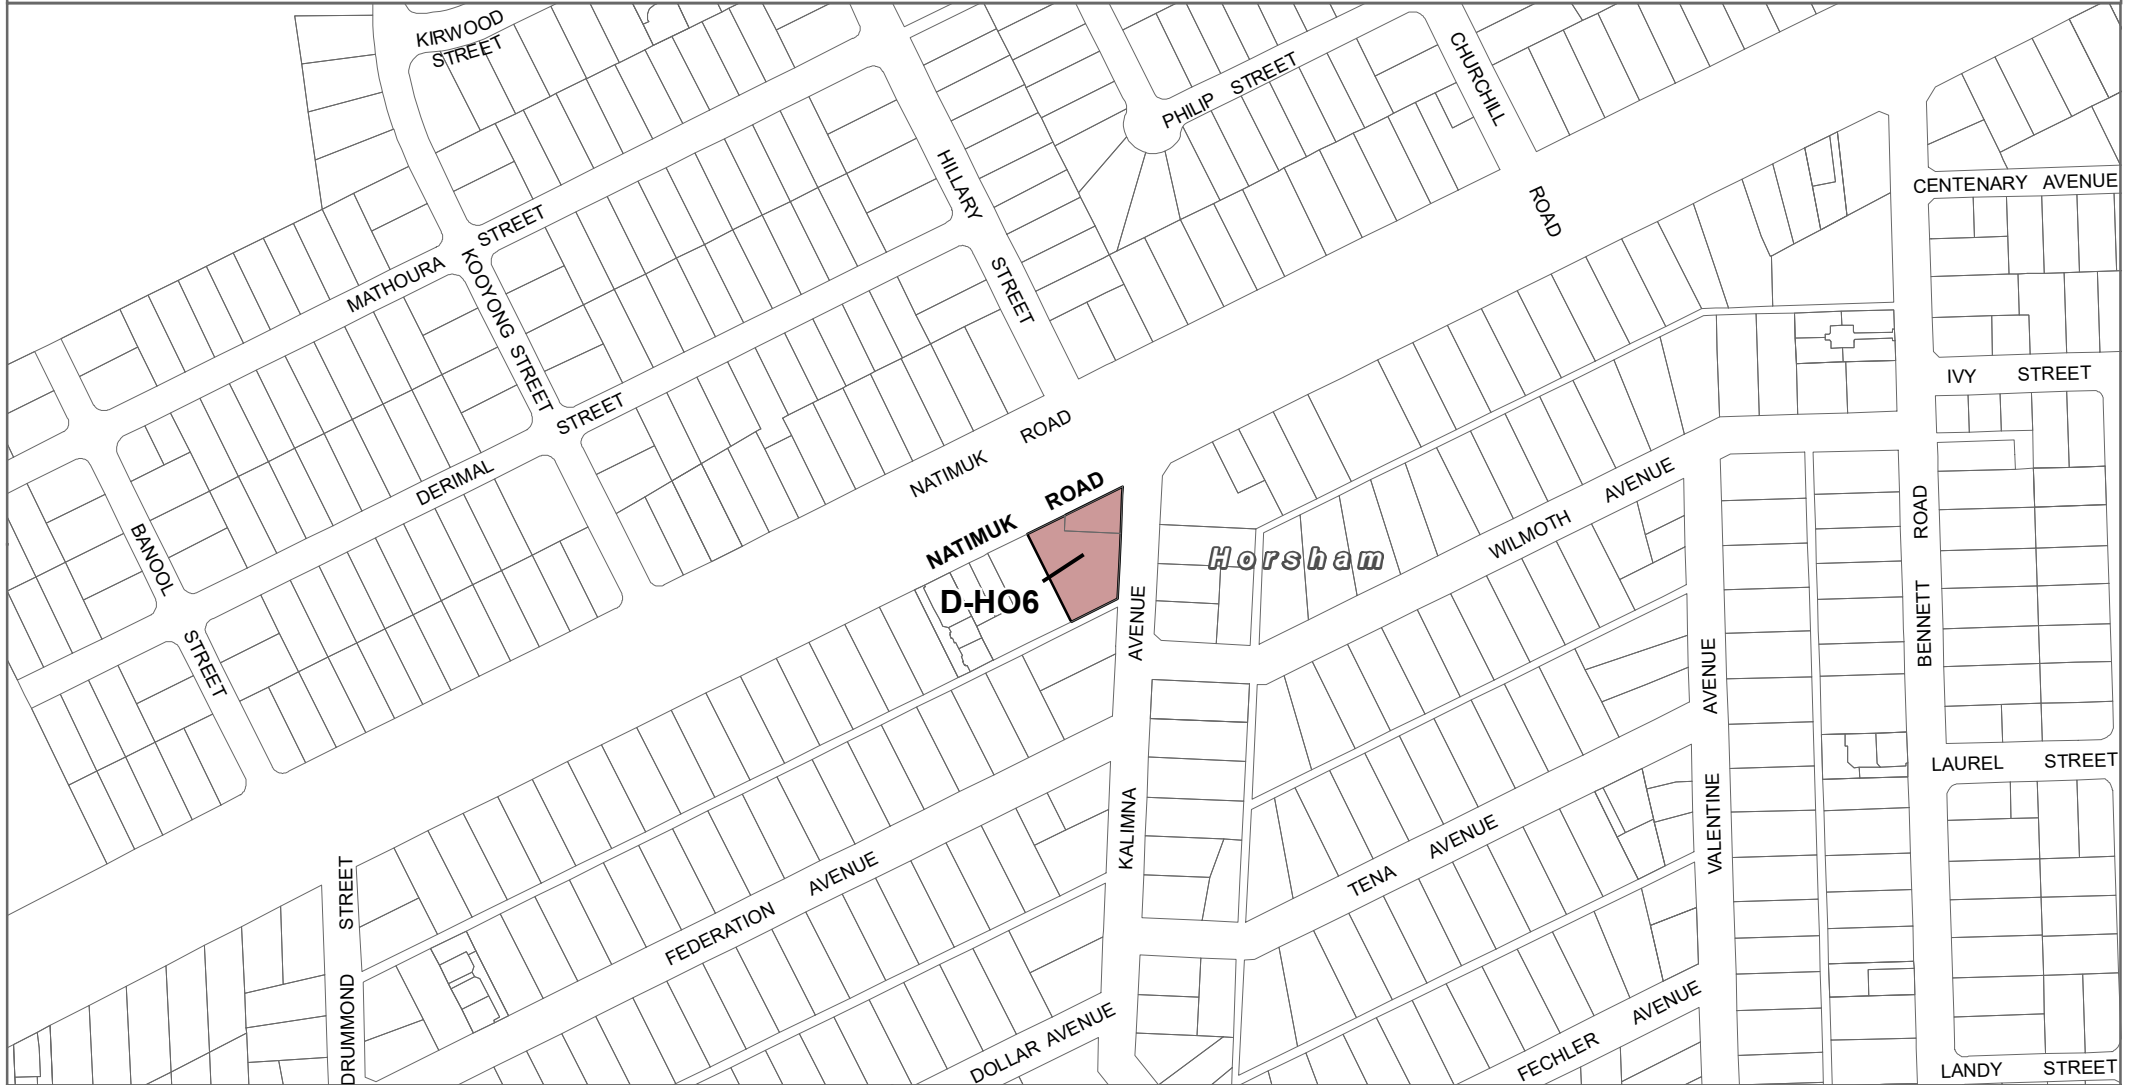 KIRWOOD
STREET
PHILIP STREET
CHURCHILL
ROAD
HILLARY
STREET
CENTENARY AVENUE
MATHOURA
STREET
KOOYONG STREET
DERIMAL
STREET
IVY STREET
NATIMUK ROAD
NATIMUK ROAD
D-HO6
Horsham
BANOOL
STREET
WILMOTH AVENUE
BENNETT ROAD
KALIMNA AVENUE
VALENTINE AVENUE
LAUREL STREET
TENA AVENUE
FEDERATION AVENUE
DRUMMOND STREET
DOLLAR AVENUE
FECHLER AVENUE
LANDY STREET